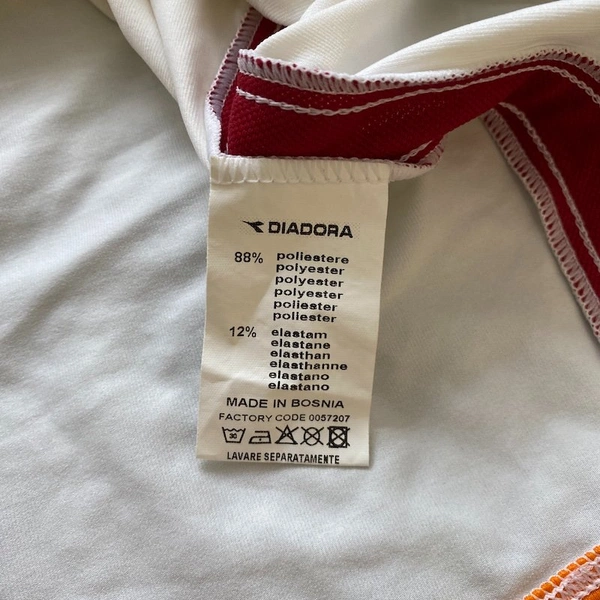 DIADORA
88% poliestere
polyester
polyester
polyester
poliester
poliester
12% elastam
elastane
elasthan
elasthanne
elastano
elastano
MADE IN BOSNIA
FACTORY CODE 0057207
30
LAVARE SEPARATAMENTE